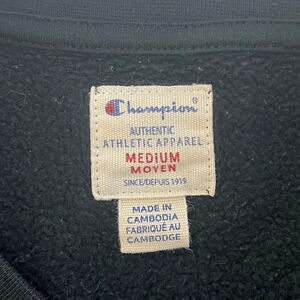 Champion
AUTHENTIC
ATHLETIC APPAREL
MEDIUM
MOYEN
SINCE/DEPUIS 1919
MADE IN
CAMBODIA
FABRIQUÉ AU
CAMBODGE